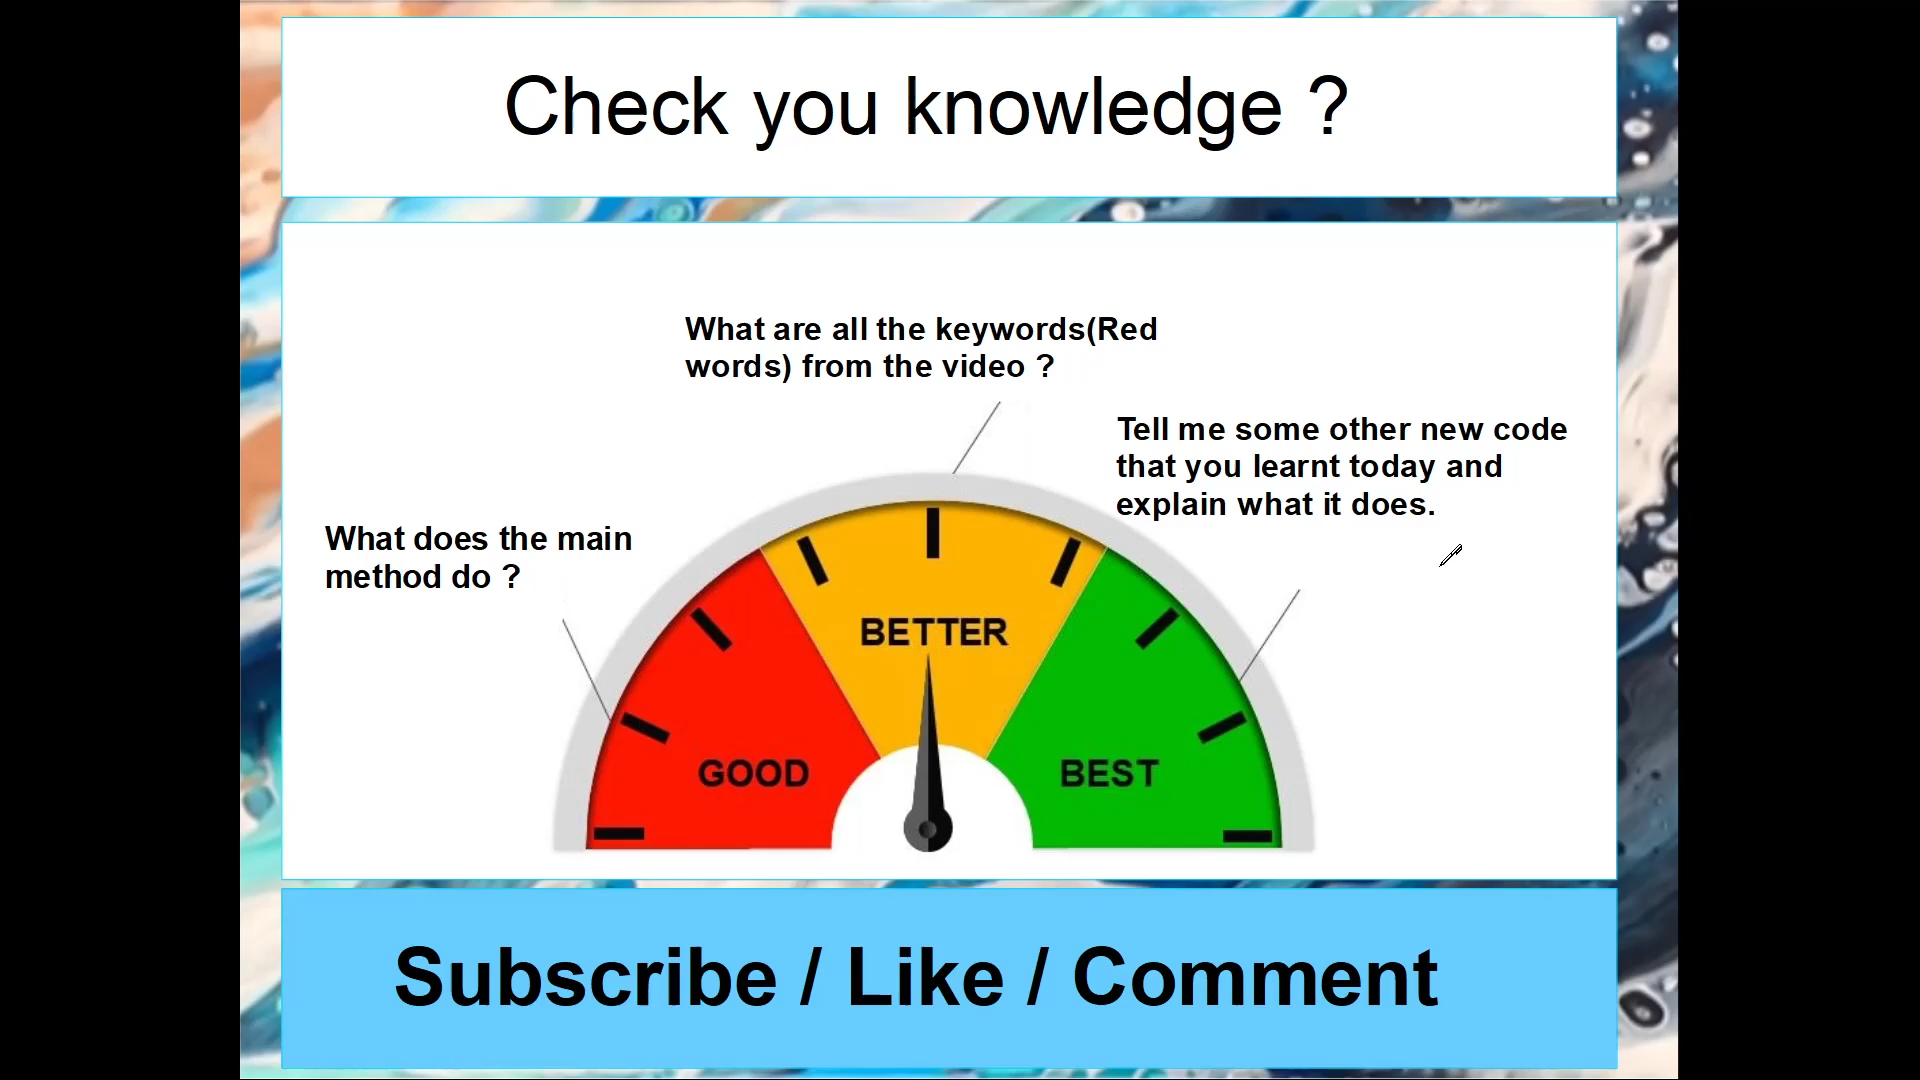 Check you knowledge ?
What are all the keywords(Red
words) from the video ?
Tell me some other new code
that you learnt today and
explain what it does.
What does the main
method do ?
BETTER
GOOD
BEST
Subscribe / Like / Comment